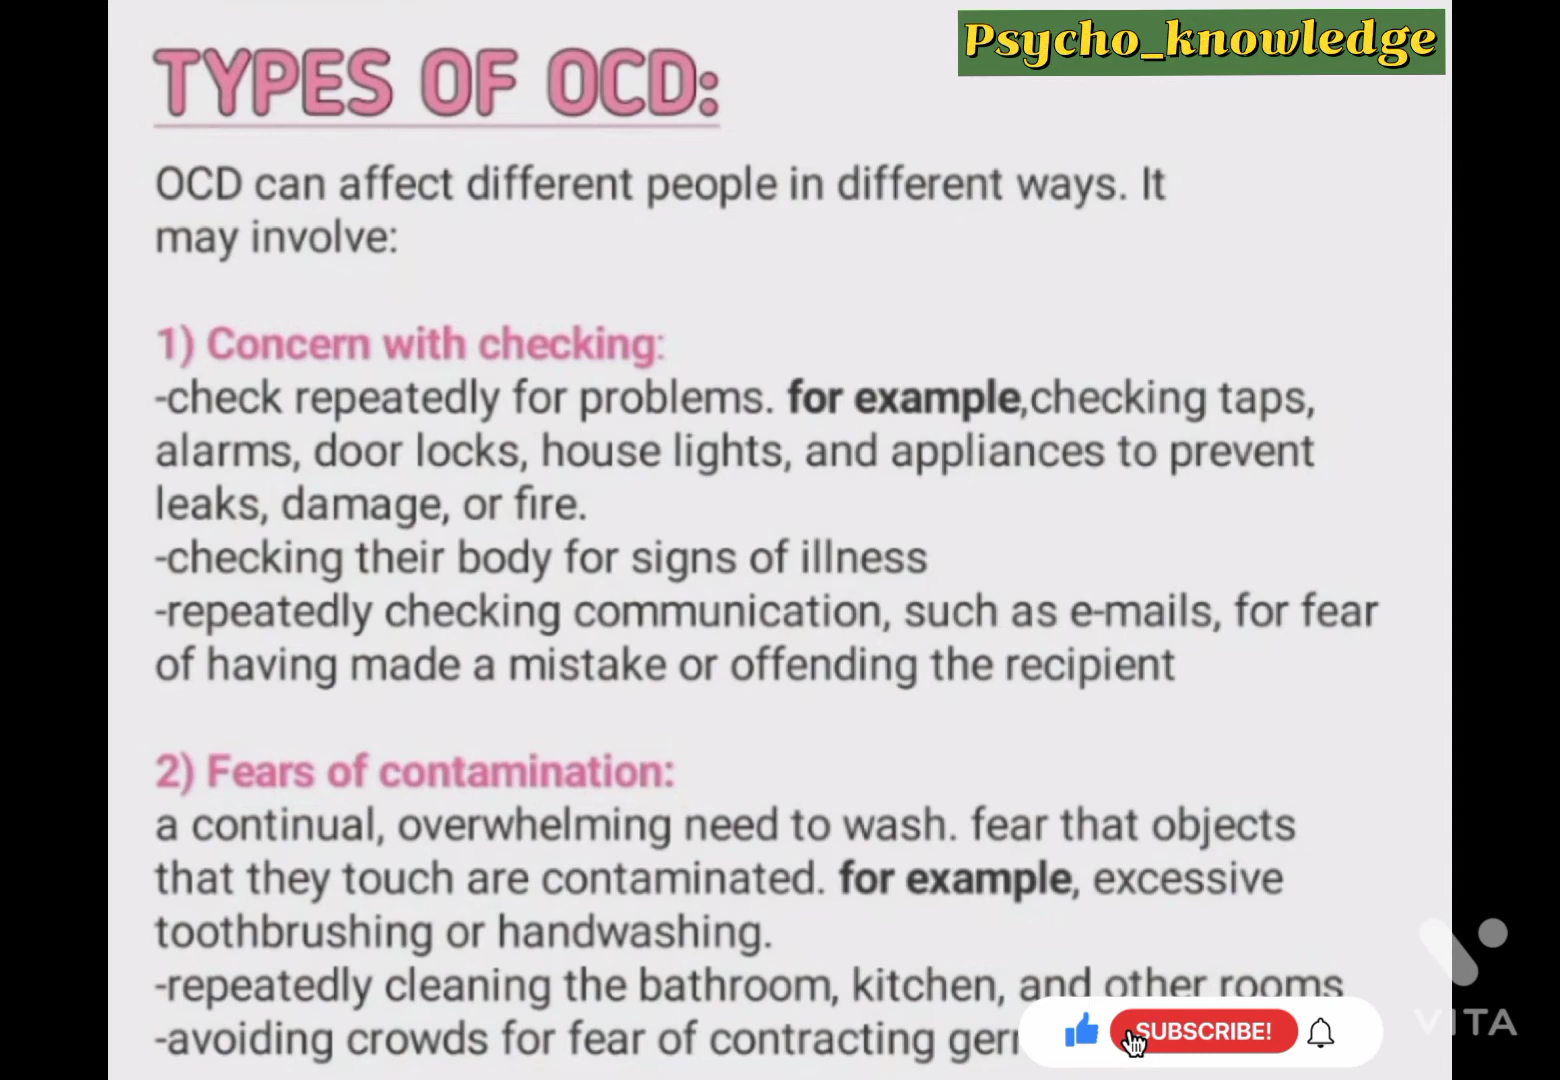 Psycho_knowledge
TYPES OF OCD:
OCD can affect different people in different ways. It
may involve:
1) Concern with checking:
-check repeatedly for problems. for example,checking taps,
alarms, door locks, house lights, and appliances to prevent
leaks, damage, or fire.
-checking their body for signs of illness
-repeatedly checking communication, such as e-mails, for fear
of having made a mistake or offending the recipient
2) Fears of contamination:
a continual, overwhelming need to wash. fear that objects
that they touch are contaminated. for example, excessive
toothbrushing or handwashing.
-repeatedly cleaning the bathroom, kitchen, and other rooms
-avoiding crowds for fear of contracting
SUBSCRIBE!
VITA